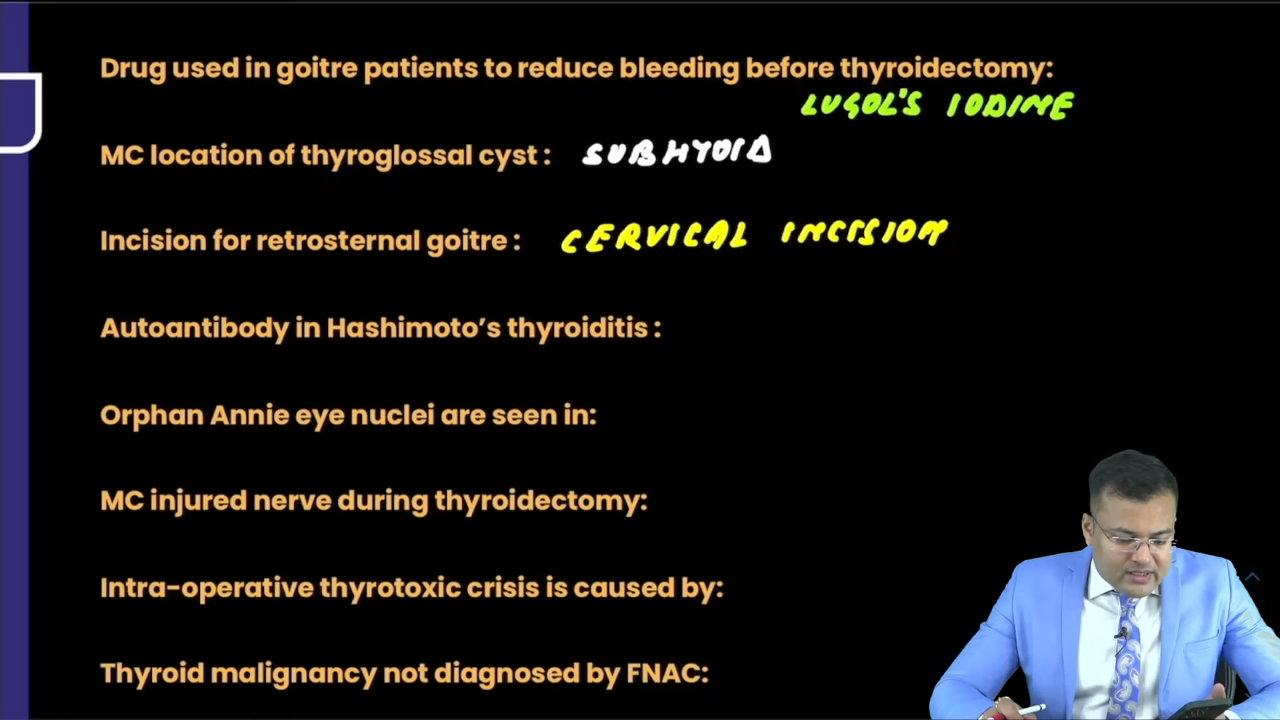 Drug used in goitre patients to reduce bleeding before thyroidectomy:
LUGOL'S IODINE
MC location of thyroglossal cyst : SUBHYOID
Incision for retrosternal goitre : CERVICAL INCISION
Autoantibody in Hashimoto’s thyroiditis :
Orphan Annie eye nuclei are seen in:
MC injured nerve during thyroidectomy:
Intra-operative thyrotoxic crisis is caused by:
Thyroid malignancy not diagnosed by FNAC: